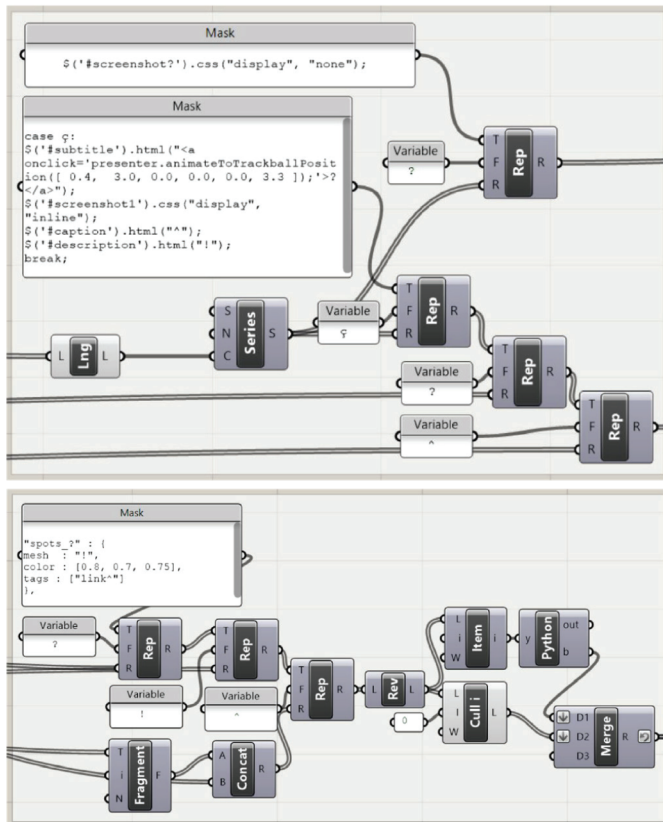 Mask
$('#screenshot?').css("display", "none");
Mask
case ç:
$('#subtitle').html("<a
onclick='presenter.animateToTrackballPosit
ion([ 0.4,  3.0, 0.0, 0.0, 0.0, 3.3 ]);'>?
</a>");
$('#screenshot1').css("display",
"inline");
$('#caption').html("^");
$('#description').html("!");
break;
Variable
?
T
F
R
Rep
R
L
Lng
L
S
N
C
Series
S
Variable
ç
T
F
R
Rep
R
Variable
?
T
F
R
Rep
R
Variable
^
T
F
R
Rep
R
Mask
"spots_?" : {
mesh : "!",
color : [0.8, 0.7, 0.75],
tags : ["link^"]
},
Variable
?
T
F
R
Rep
R
T
F
R
Rep
R
Variable
!
Variable
^
T
F
R
Rep
R
T
i
N
Fragment
F
A
B
Concat
R
L
Rev
L
L
i
W
Item
i
y
Python
out
b
0
L
I
W
Cull i
L
D1
D2
D3
Merge
R